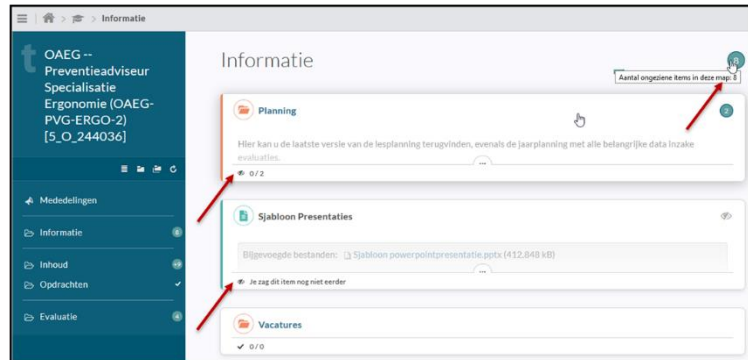 Informatie
OAEG --
Preventieadviseur
Specialisatie
Ergonomie (OAEG-
PVG-ERGO-2)
[5_O_244036]
Mededelingen
Informatie 8
Inhoud
Opdrachten
Evaluatie 4
Informatie
8
Aantal ongeziene items in deze map: 8
Planning
2
Hier kan u de laatste versie van de lesplanning terugvinden, evenals de jaarplanning met alle belangrijke data inzake
evaluaties.
0 / 2
Sjabloon Presentaties
Bijgevoegde bestanden: Sjabloon powerpointpresentatie.pptx (412.848 kB)
Je zag dit item nog niet eerder
Vacatures
0 / 0